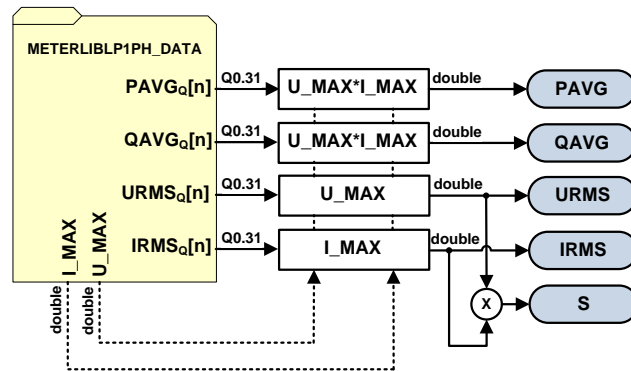 METERLIBLP1PH_DATA
PAVGQ[n] Q0.31 U_MAX*I_MAX double PAVG
QAVGQ[n] Q0.31 U_MAX*I_MAX double QAVG
URMSQ[n] Q0.31 U_MAX double URMS
IRMSQ[n] Q0.31 I_MAX double IRMS
I_MAX
U_MAX
double
double
X
S